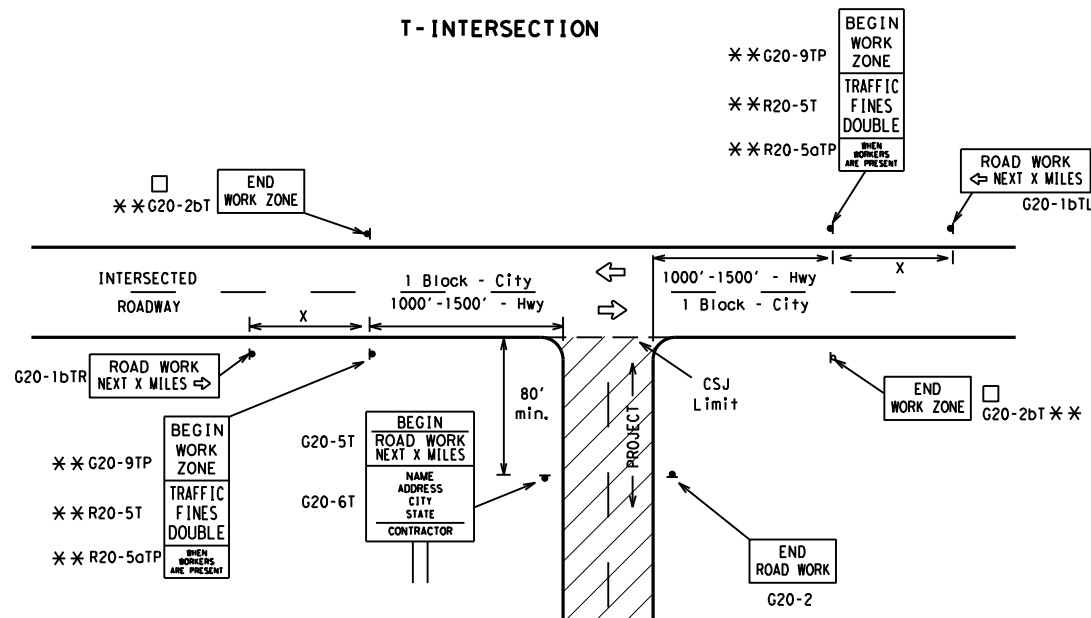 T-INTERSECTION
BEGIN
WORK
ZONE
✱✱G20-9TP
TRAFFIC
FINES
DOUBLE
✱✱R20-5T
WHEN
WORKERS
ARE PRESENT
✱✱R20-5aTP
ROAD WORK
⇦ NEXT X MILES
G20-1bTL
□
✱✱G20-2bT
END
WORK ZONE
INTERSECTED
ROADWAY
1 Block - City
1000'-1500' - Hwy
1000'-1500' - Hwy
1 Block - City
X
X
G20-1bTR
ROAD WORK
NEXT X MILES ⇨
80'
min.
CSJ
Limit
PROJECT
END
WORK ZONE
□
G20-2bT ✱✱
BEGIN
WORK
ZONE
✱✱G20-9TP
TRAFFIC
FINES
DOUBLE
✱✱R20-5T
WHEN
WORKERS
ARE PRESENT
✱✱R20-5aTP
G20-5T
BEGIN
ROAD WORK
NEXT X MILES
G20-6T
NAME
ADDRESS
CITY
STATE
CONTRACTOR
END
ROAD WORK
G20-2